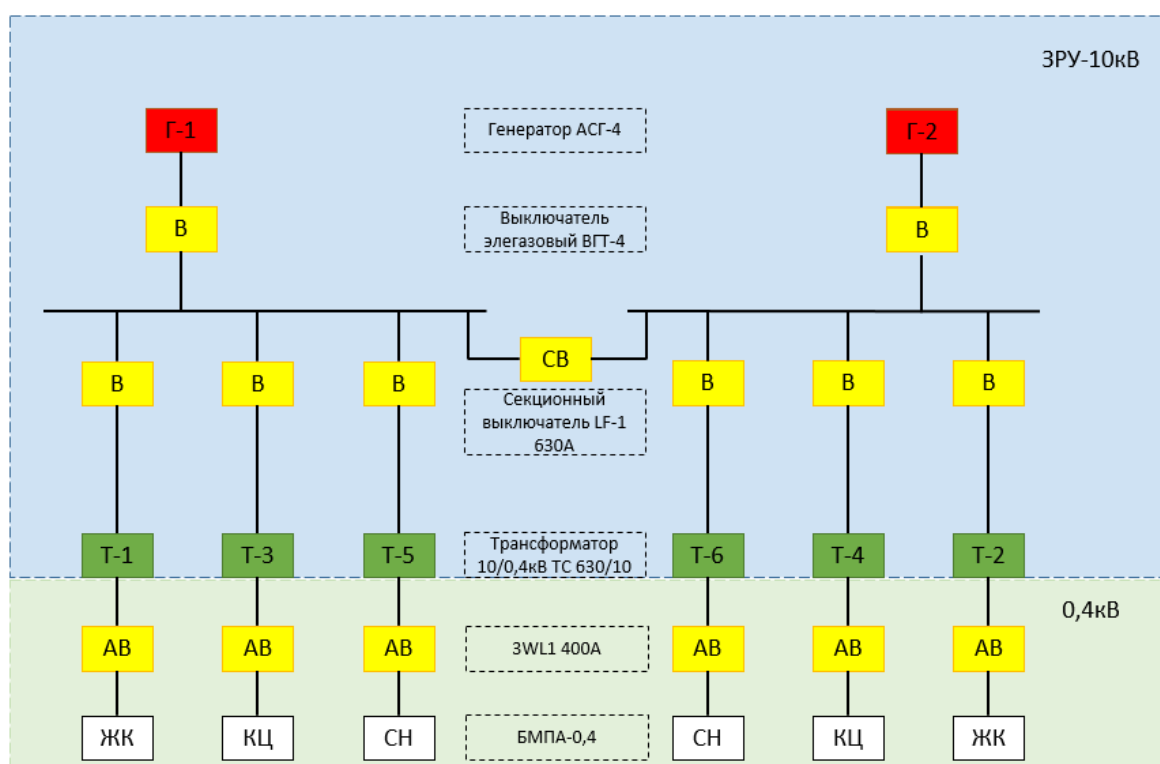 ЗРУ-10кВ
Г-1
Генератор АСГ-4
Г-2
В
Выключатель
элегазовый ВГТ-4
В
В
В
В
СВ
В
В
В
Секционный
выключатель LF-1
630А
Т-1
Т-3
Т-5
Трансформатор
10/0,4кВ ТС 630/10
Т-6
Т-4
Т-2
0,4кВ
АВ
АВ
АВ
3WL1 400А
АВ
АВ
АВ
ЖК
КЦ
СН
БМПА-0,4
СН
КЦ
ЖК